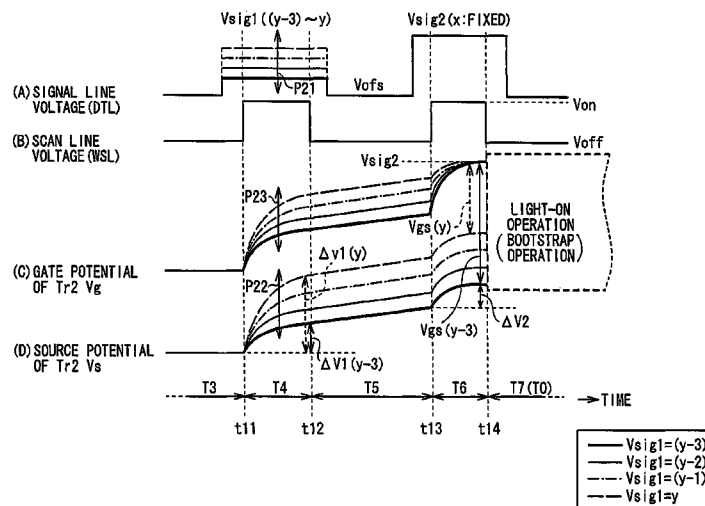 Vsig1((y-3)~y)
Vsig2(x:FIXED)
(A) SIGNAL LINE
VOLTAGE(DTL)
P21
Vofs
Von
(B) SCAN LINE
VOLTAGE(WSL)
Voff
Vsig2
P23
Vgs(y)
LIGHT-ON
OPERATION
(BOOTSTRAP
OPERATION)
(C) GATE POTENTIAL
OF Tr2 Vg
P22
Δv1(y)
Vgs(y-3)
ΔV2
(D) SOURCE POTENTIAL
OF Tr2 Vs
ΔV1(y-3)
T3
T4
T5
T6
T7(T0)
TIME
t11
t12
t13
t14
Vsig1=(y-3)
Vsig1=(y-2)
Vsig1=(y-1)
Vsig1=y